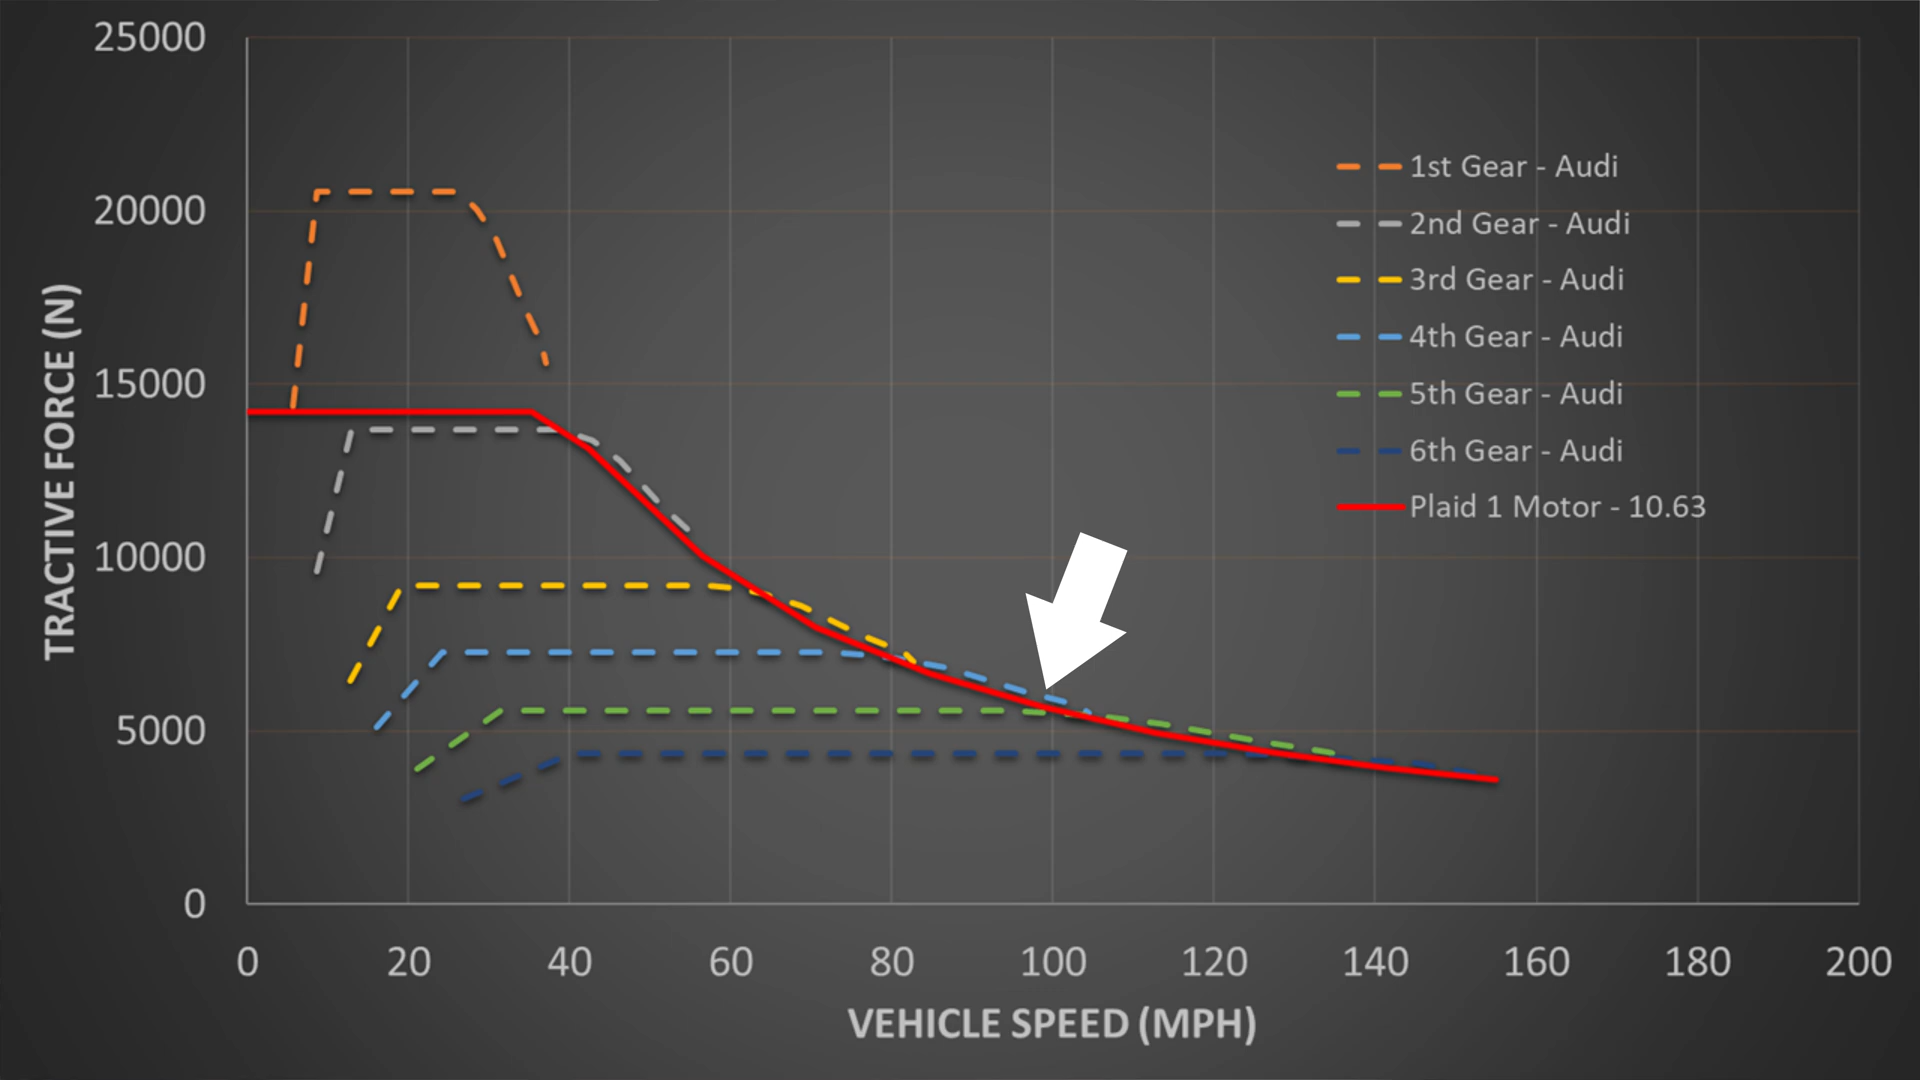 25000
20000
15000
10000
5000
0
TRACTIVE FORCE (N)
1st Gear - Audi
2nd Gear - Audi
3rd Gear - Audi
4th Gear - Audi
5th Gear - Audi
6th Gear - Audi
Plaid 1 Motor - 10.63
0 20 40 60 80 100 120 140 160 180 200
VEHICLE SPEED (MPH)